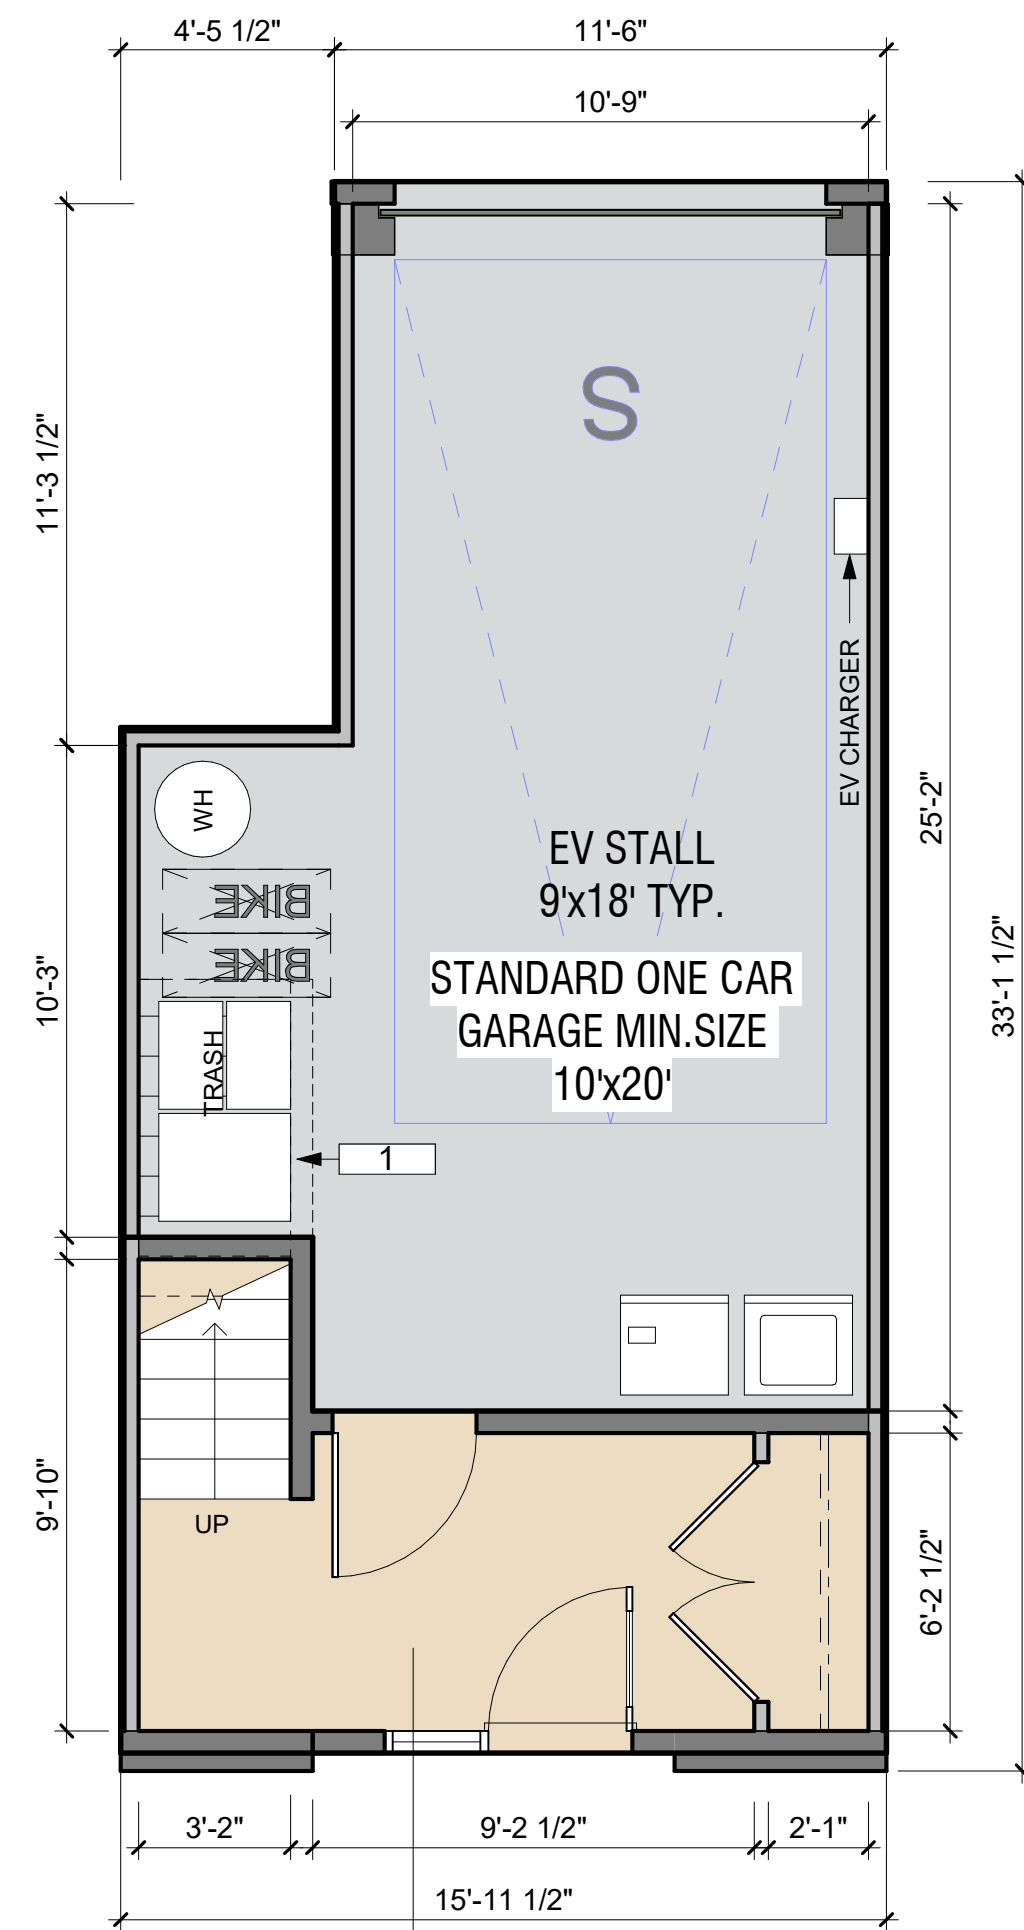 4'-5 1/2"
11'-6"
10'-9"
S
11'-3 1/2"
EV CHARGER
WH
25'-2"
EV STALL
9'x18' TYP.
BIKE
BIKE
STANDARD ONE CAR
GARAGE MIN.SIZE
10'x20'
10'-3"
33'-1 1/2"
TRASH
1
9'-10"
UP
6'-2 1/2"
3'-2"
9'-2 1/2"
2'-1"
15'-11 1/2"